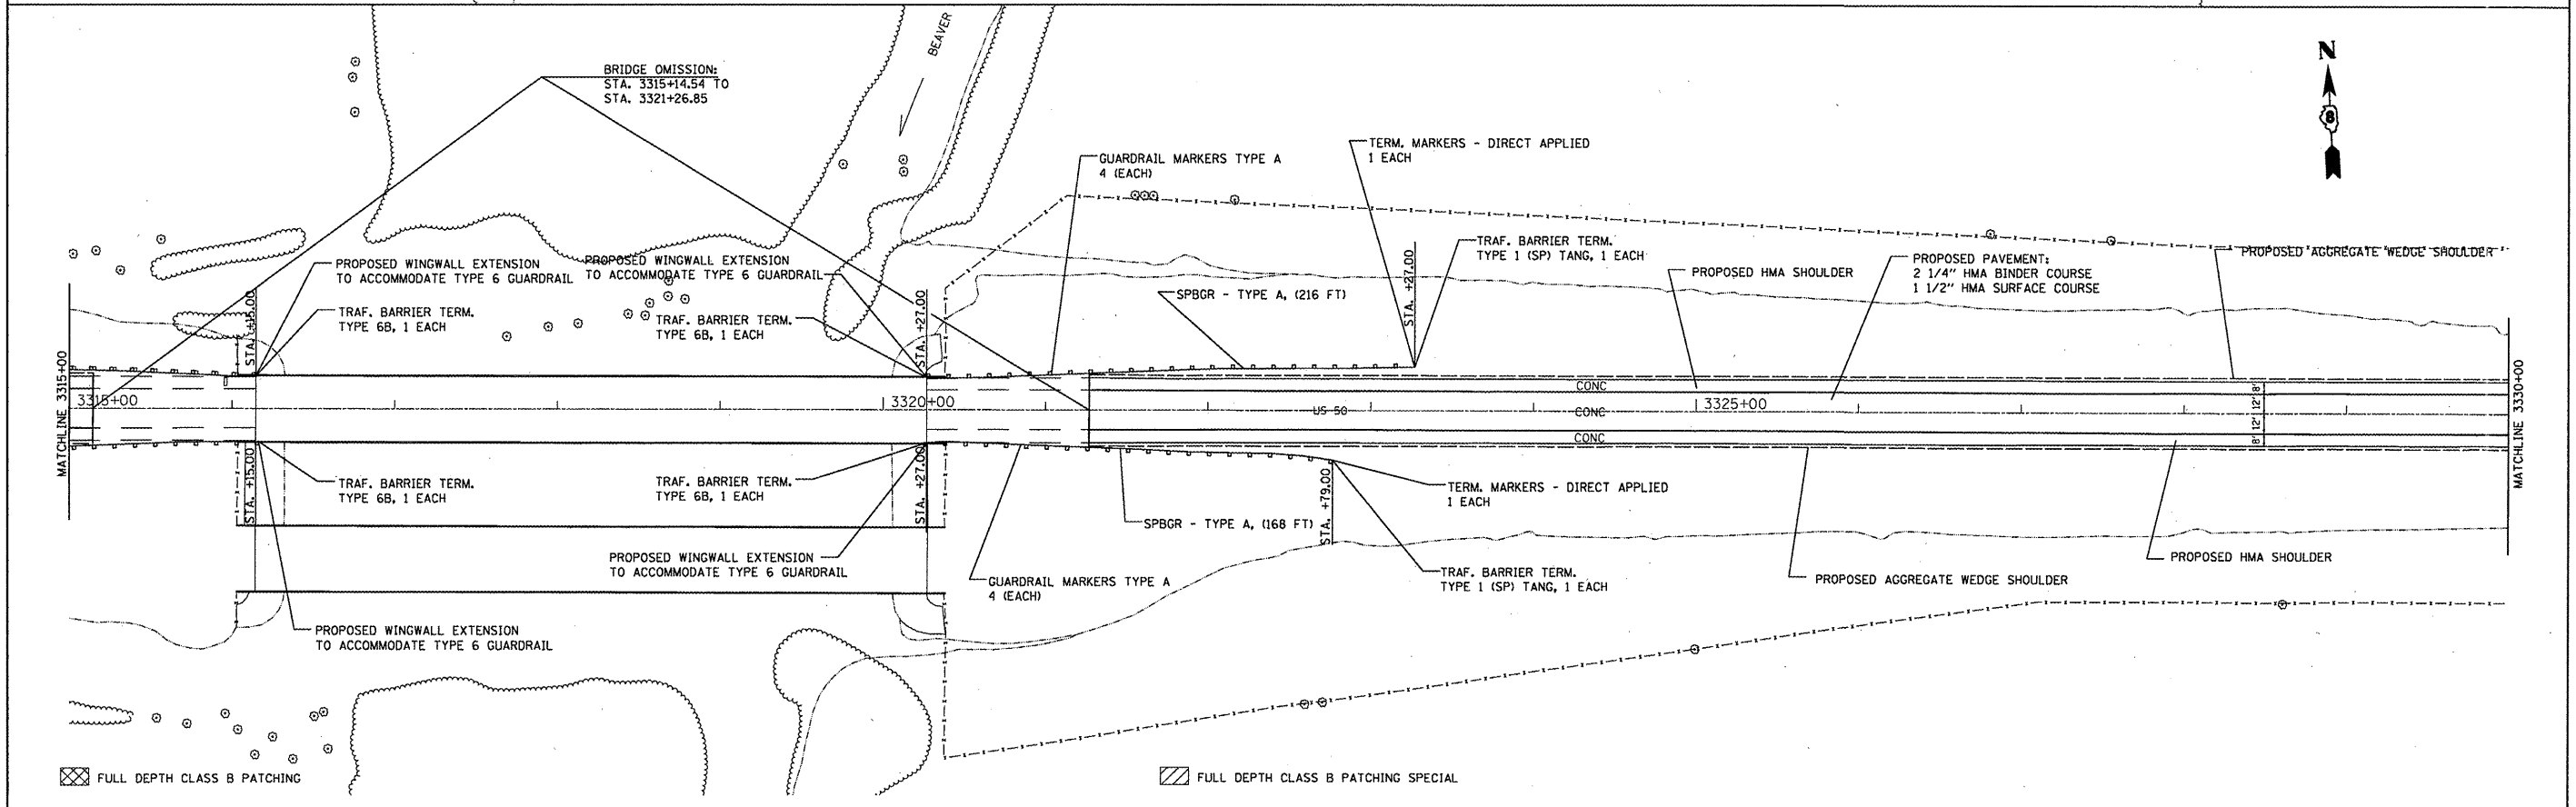 BEAVER
N
8
BRIDGE OMISSION:
STA. 3315+14.54 TO
STA. 3321+26.85
GUARDRAIL MARKERS TYPE A
4 (EACH)
TERM. MARKERS - DIRECT APPLIED
1 EACH
PROPOSED WINGWALL EXTENSION
TO ACCOMMODATE TYPE 6 GUARDRAIL
PROPOSED WINGWALL EXTENSION
TO ACCOMMODATE TYPE 6 GUARDRAIL
TRAF. BARRIER TERM.
TYPE 1 (SP) TANG, 1 EACH
PROPOSED HMA SHOULDER
PROPOSED PAVEMENT:
2 1/4" HMA BINDER COURSE
1 1/2" HMA SURFACE COURSE
PROPOSED AGGREGATE WEDGE SHOULDER
SPBGR - TYPE A, (216 FT)
TRAF. BARRIER TERM.
TYPE 6B, 1 EACH
TRAF. BARRIER TERM.
TYPE 6B, 1 EACH
STA. +15.00
STA. +27.00
STA. +27.00
MATCHLINE 3315+00
3315+00
3320+00
US 50
CONC
CONC
CONC
3325+00
8' 12' 12' 8'
MATCHLINE 3330+00
STA. +15.00
TRAF. BARRIER TERM.
TYPE 6B, 1 EACH
TRAF. BARRIER TERM.
TYPE 6B, 1 EACH
STA. +27.00
SPBGR - TYPE A, (168 FT)
STA. +79.00
TERM. MARKERS - DIRECT APPLIED
1 EACH
PROPOSED WINGWALL EXTENSION
TO ACCOMMODATE TYPE 6 GUARDRAIL
GUARDRAIL MARKERS TYPE A
4 (EACH)
TRAF. BARRIER TERM.
TYPE 1 (SP) TANG, 1 EACH
PROPOSED AGGREGATE WEDGE SHOULDER
PROPOSED HMA SHOULDER
PROPOSED WINGWALL EXTENSION
TO ACCOMMODATE TYPE 6 GUARDRAIL
FULL DEPTH CLASS B PATCHING
FULL DEPTH CLASS B PATCHING SPECIAL